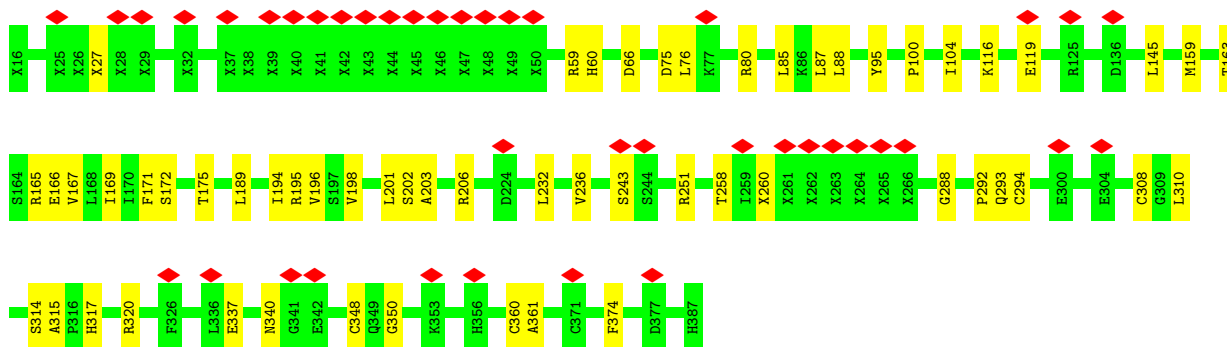 X16 X25 X26 X27 X28 X29 X32 X37 X38 X39 X40 X41 X42 X43 X44 X45 X46 X47 X48 X49 X50 R59 H60 D66 D75 L76 K77 R80 L85 K86 L87 L88 Y95 P100 I104 K116 E119 R125 D136 L145 M159 T163
S164 R165 E166 V167 L168 I169 I170 F171 S172 T175 L189 I194 R195 V196 S197 V198 L201 S202 A203 R206 D224 L232 V236 S243 S244 R251 T258 I259 X260 X261 X262 X263 X264 X265 X266 G288 P292 Q293 C294 E300 E304 C308 G309 L310
S314 A315 P316 H317 R320 F326 L336 E337 N340 G341 E342 C348 Q349 G350 K353 H356 C360 A361 C371 F374 D377 H387